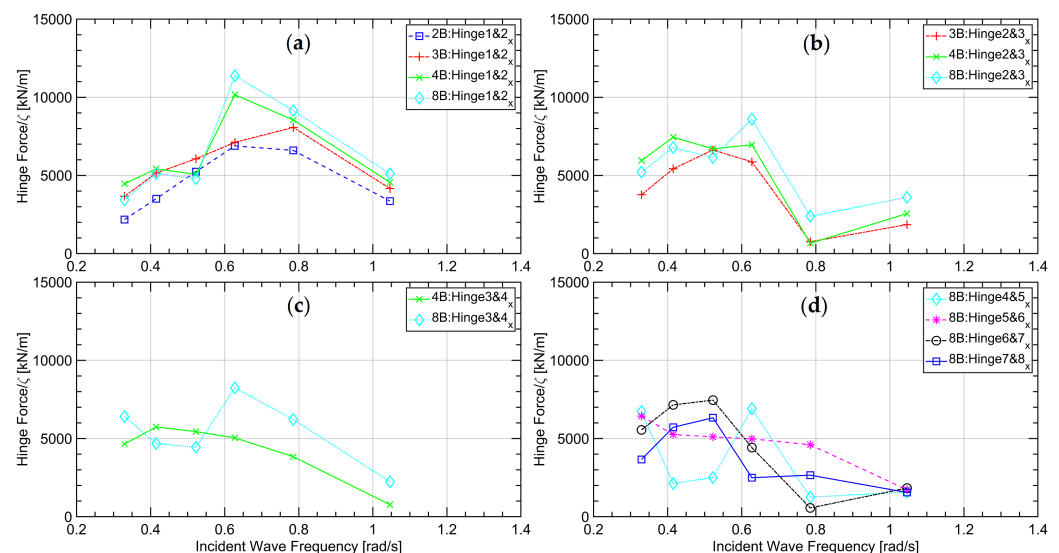 15000
10000
5000
0
Hinge Force/ζ [kN/m]
(a)
2B:Hinge1&2x
3B:Hinge1&2x
4B:Hinge1&2x
8B:Hinge1&2x
0.2 0.4 0.6 0.8 1 1.2 1.4
15000
10000
5000
0
Hinge Force/ζ [kN/m]
(b)
3B:Hinge2&3x
4B:Hinge2&3x
8B:Hinge2&3x
0.2 0.4 0.6 0.8 1 1.2 1.4
15000
10000
5000
0
Hinge Force/ζ [kN/m]
(c)
4B:Hinge3&4x
8B:Hinge3&4x
0.2 0.4 0.6 0.8 1 1.2 1.4
Incident Wave Frequency [rad/s]
15000
10000
5000
0
Hinge Force/ζ [kN/m]
(d)
8B:Hinge4&5x
8B:Hinge5&6x
8B:Hinge6&7x
8B:Hinge7&8x
0.2 0.4 0.6 0.8 1 1.2 1.4
Incident Wave Frequency [rad/s]